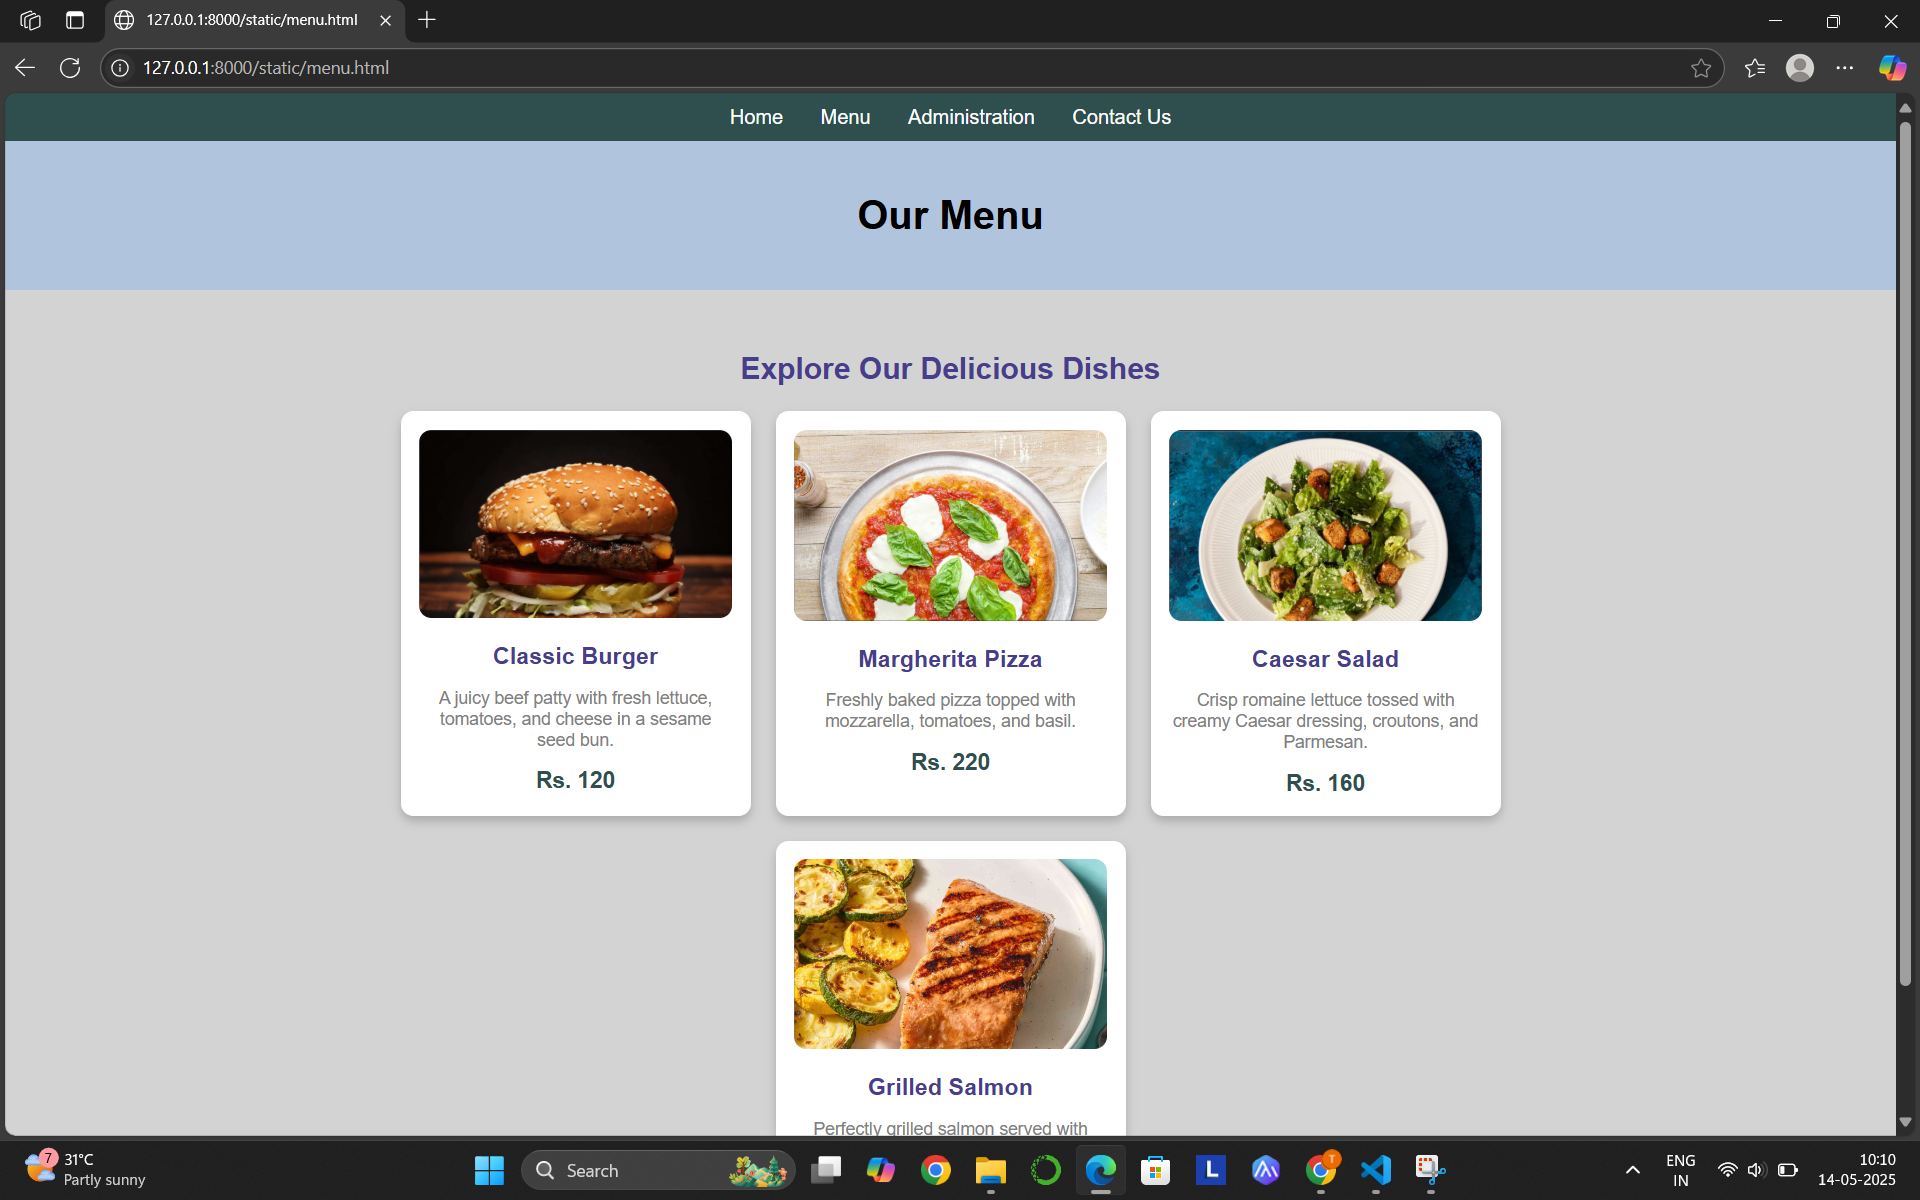 127.0.0.1:8000/static/menu.html
127.0.0.1:8000/static/menu.html
Home Menu Administration Contact Us
Our Menu
Explore Our Delicious Dishes
Classic Burger
A juicy beef patty with fresh lettuce,
tomatoes, and cheese in a sesame
seed bun.
Rs. 120
Margherita Pizza
Freshly baked pizza topped with
mozzarella, tomatoes, and basil.
Rs. 220
Caesar Salad
Crisp romaine lettuce tossed with
creamy Caesar dressing, croutons, and
Parmesan.
Rs. 160
Grilled Salmon
Perfectly grilled salmon served with
7
31°C
Partly sunny
Search
L
T
ENG
IN
10:10
14-05-2025